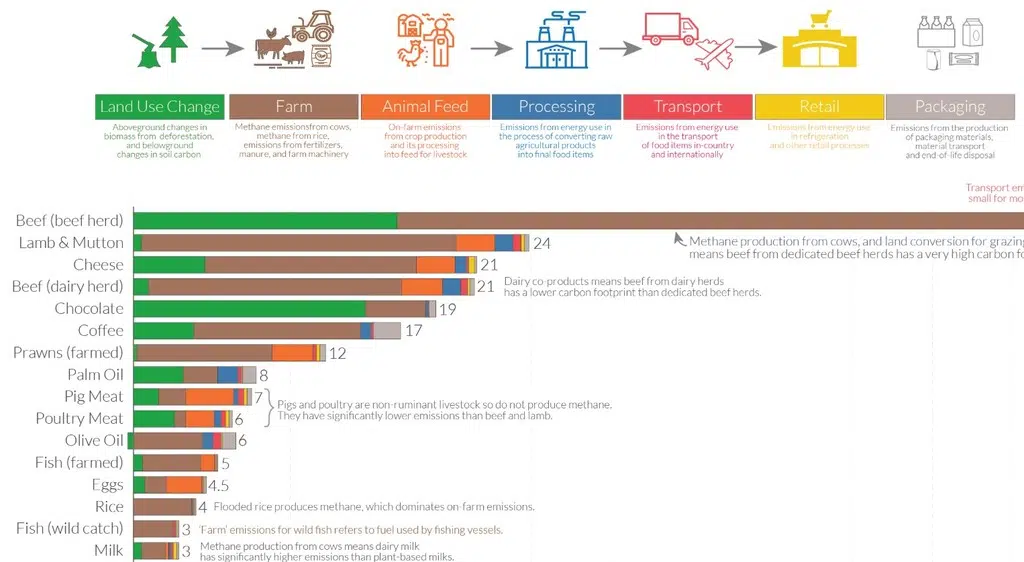 Land Use Change
Farm
Animal Feed
Processing
Transport
Retail
Packaging
Aboveground changes in
biomass from deforestation,
and belowground
changes in soil carbon
Methane emissionsfrom cows,
methane from rice,
emissions from fertilizers,
manure, and farm machinery
On-farm emissions
from crop production
and its processing
into feed for livestock
Emissions from energy use in
the process of converting raw
agricultural products
into final food items
Emissions from energy use
in the transport
of food items in-country
and internationally
Emissions from energy use
in refrigeration
and other retail processes
Emissions from the production
of packaging materials,
material transport
and end-of-life disposal
Transport em
small for mo
Beef (beef herd)
Methane production from cows, and land conversion for grazin
means beef from dedicated beef herds has a very high carbon fo
Lamb & Mutton 24
Cheese 21
Beef (dairy herd) 21
Dairy co-products means beef from dairy herds
has a lower carbon footprint than dedicated beef herds.
Chocolate 19
Coffee 17
Prawns (farmed) 12
Palm Oil 8
Pig Meat 7
Pigs and poultry are non-ruminant livestock so do not produce methane.
They have significantly lower emissions than beef and lamb.
Poultry Meat 6
Olive Oil 6
Fish (farmed) 5
Eggs 4.5
Rice 4 Flooded rice produces methane, which dominates on-farm emissions.
Fish (wild catch) 3 'Farm' emissions for wild fish refers to fuel used by fishing vessels.
Milk 3
Methane production from cows means dairy milk
has significantly higher emissions than plant-based milks.